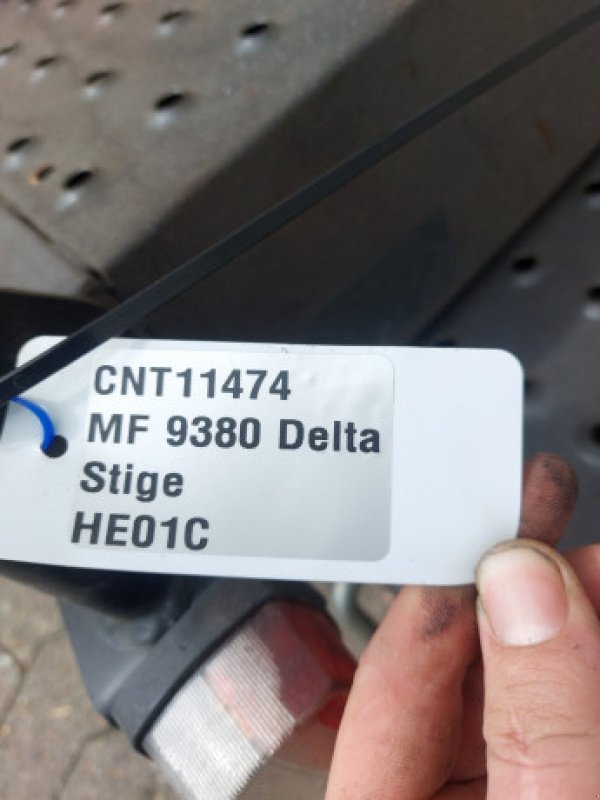 CNT11474
MF 9380 Delta
Stige
HE01C